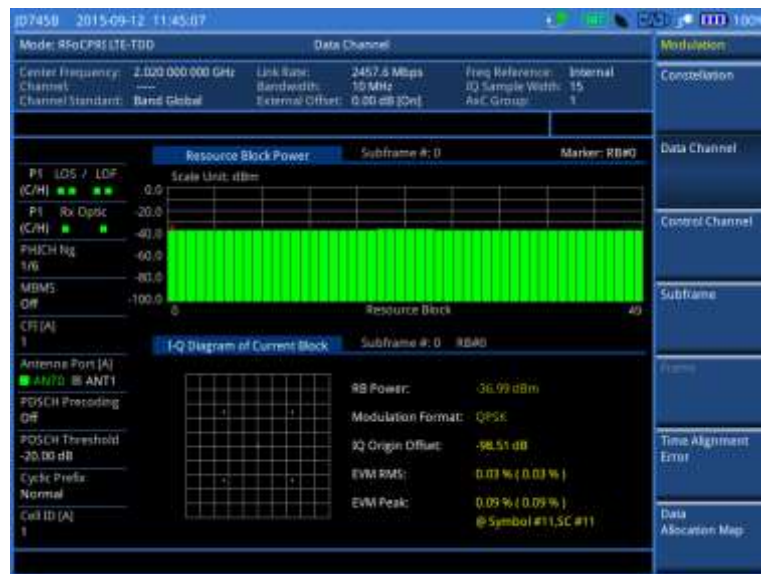 JD745B 2015-09-12 11:45:07
100%
Mode: RFoCPRI LTE-TDD Data Channel
Center Frequency: 2.020 000 000 GHz Link Rate: 2457.6 Mbps Freq Reference: Internal
Channel: ---- Bandwidth: 10 MHz IQ Sample Width: 15
Channel Standard: Band Global External Offset: 0.00 dB [On] AxC Group: 1
Resource Block Power Subframe #: 0 Marker: RB#0
Scale Unit: dBm
0.0
-20.0
-40.0
-60.0
-80.0
-100.0
0 Resource Block 49
P1 LOS / LOF
(C/H)
P1 Rx Optic
(C/H)
PHICH Ng
1/6
MBMS
Off
CFI [A]
1
Antenna Port [A]
ANT0 ANT1
PDSCH Precoding
Off
PDSCH Threshold
-20.00 dB
Cyclic Prefix
Normal
Cell ID [A]
1
I-Q Diagram of Current Block Subframe #: 0 RB#0
RB Power: -36.99 dBm
Modulation Format: QPSK
IQ Origin Offset: -98.51 dB
EVM RMS: 0.03 % ( 0.03 % )
EVM Peak: 0.09 % ( 0.09 % )
@ Symbol #11,SC #11
Modulation
Constellation
Data Channel
Control Channel
Subframe
Frame
Time Alignment
Error
Data
Allocation Map